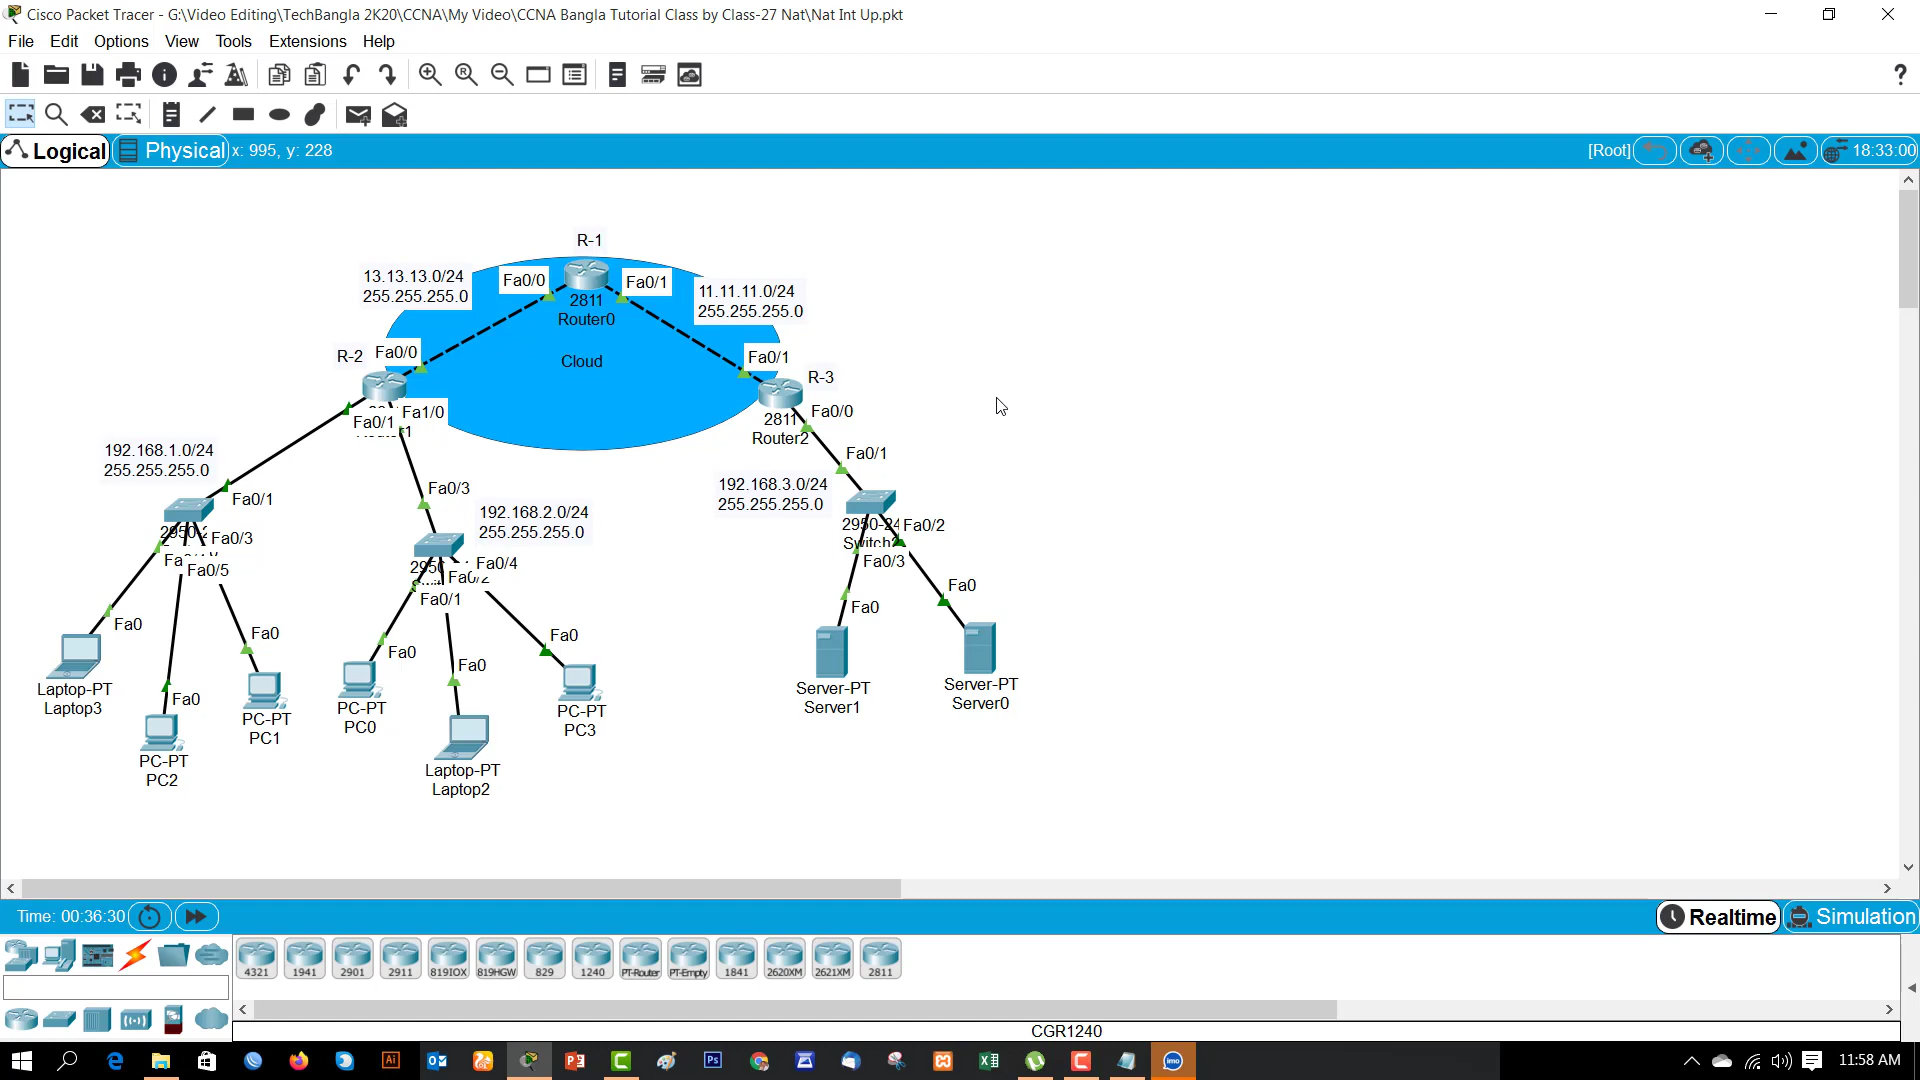 Cisco Packet Tracer - G:\Video Editing\TechBangla 2K20\CCNA\My Video\CCNA Bangla Tutorial Class by Class-27 Nat\Nat Int Up.pkt
File Edit Options View Tools Extensions Help
?
Logical Physical x: 995, y: 228 [Root] 18:33:00
R-1
13.13.13.0/24
255.255.255.0
Fa0/0
Fa0/1
11.11.11.0/24
255.255.255.0
2811
Router0
Cloud
R-2
Fa0/0
Fa0/1
R-3
Fa1/0
Fa0/1
Fa0/0
2811
Router2
192.168.1.0/24
255.255.255.0
Fa0/1
Fa0/3
192.168.2.0/24
255.255.255.0
Fa0/1
192.168.3.0/24
255.255.255.0
Fa0/2
Fa0/3
Fa0/3
Fa0/5
Fa0/4
Fa0/1
Fa0
Fa0
Fa0
Fa0
Fa0
Fa0
Fa0
Fa0
Laptop-PT
Laptop3
PC-PT
PC2
PC-PT
PC1
PC-PT
PC0
Laptop-PT
Laptop2
PC-PT
PC3
Server-PT
Server1
Server-PT
Server0
Time: 00:36:30
Realtime Simulation
4321 1941 2901 2911 819IOX 819HGW 829 1240 PT-Router PT-Empty 1841 2620XM 2621XM 2811
CGR1240
11:58 AM